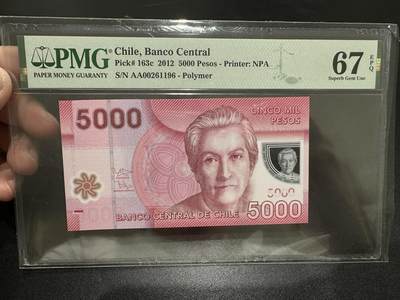 PMG
PAPER MONEY GUARANTY
Chile, Banco Central
Pick# 163c 2012 5000 Pesos - Printer: NPA
S/N AA00261196 - Polymer
67 EPQ
Superb Gem Unc
5000
CINCO MIL
PESOS
BANCO CENTRAL DE CHILE
5000